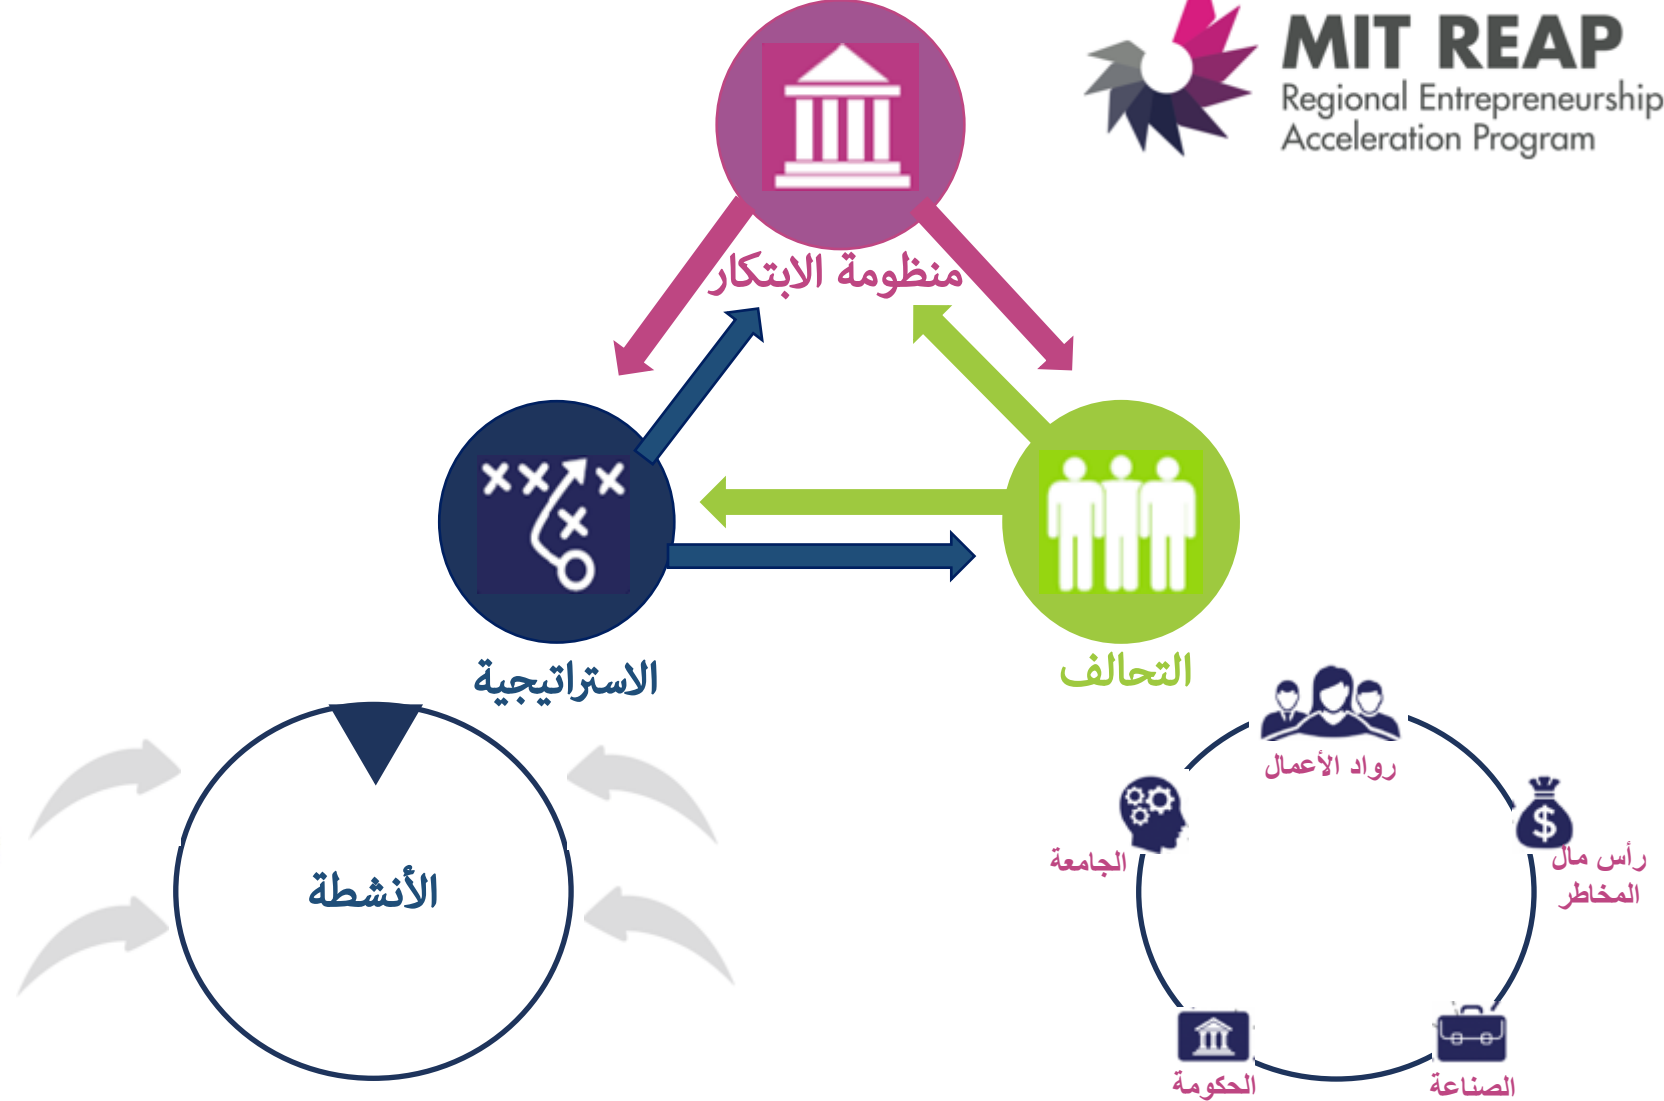 MIT REAP
Regional Entrepreneurship
Acceleration Program
منظومة الابتكار
الاستراتيجية
التحالف
الأنشطة
رواد الأعمال
رأس مال
المخاطر
الجامعة
الحكومة
الصناعة